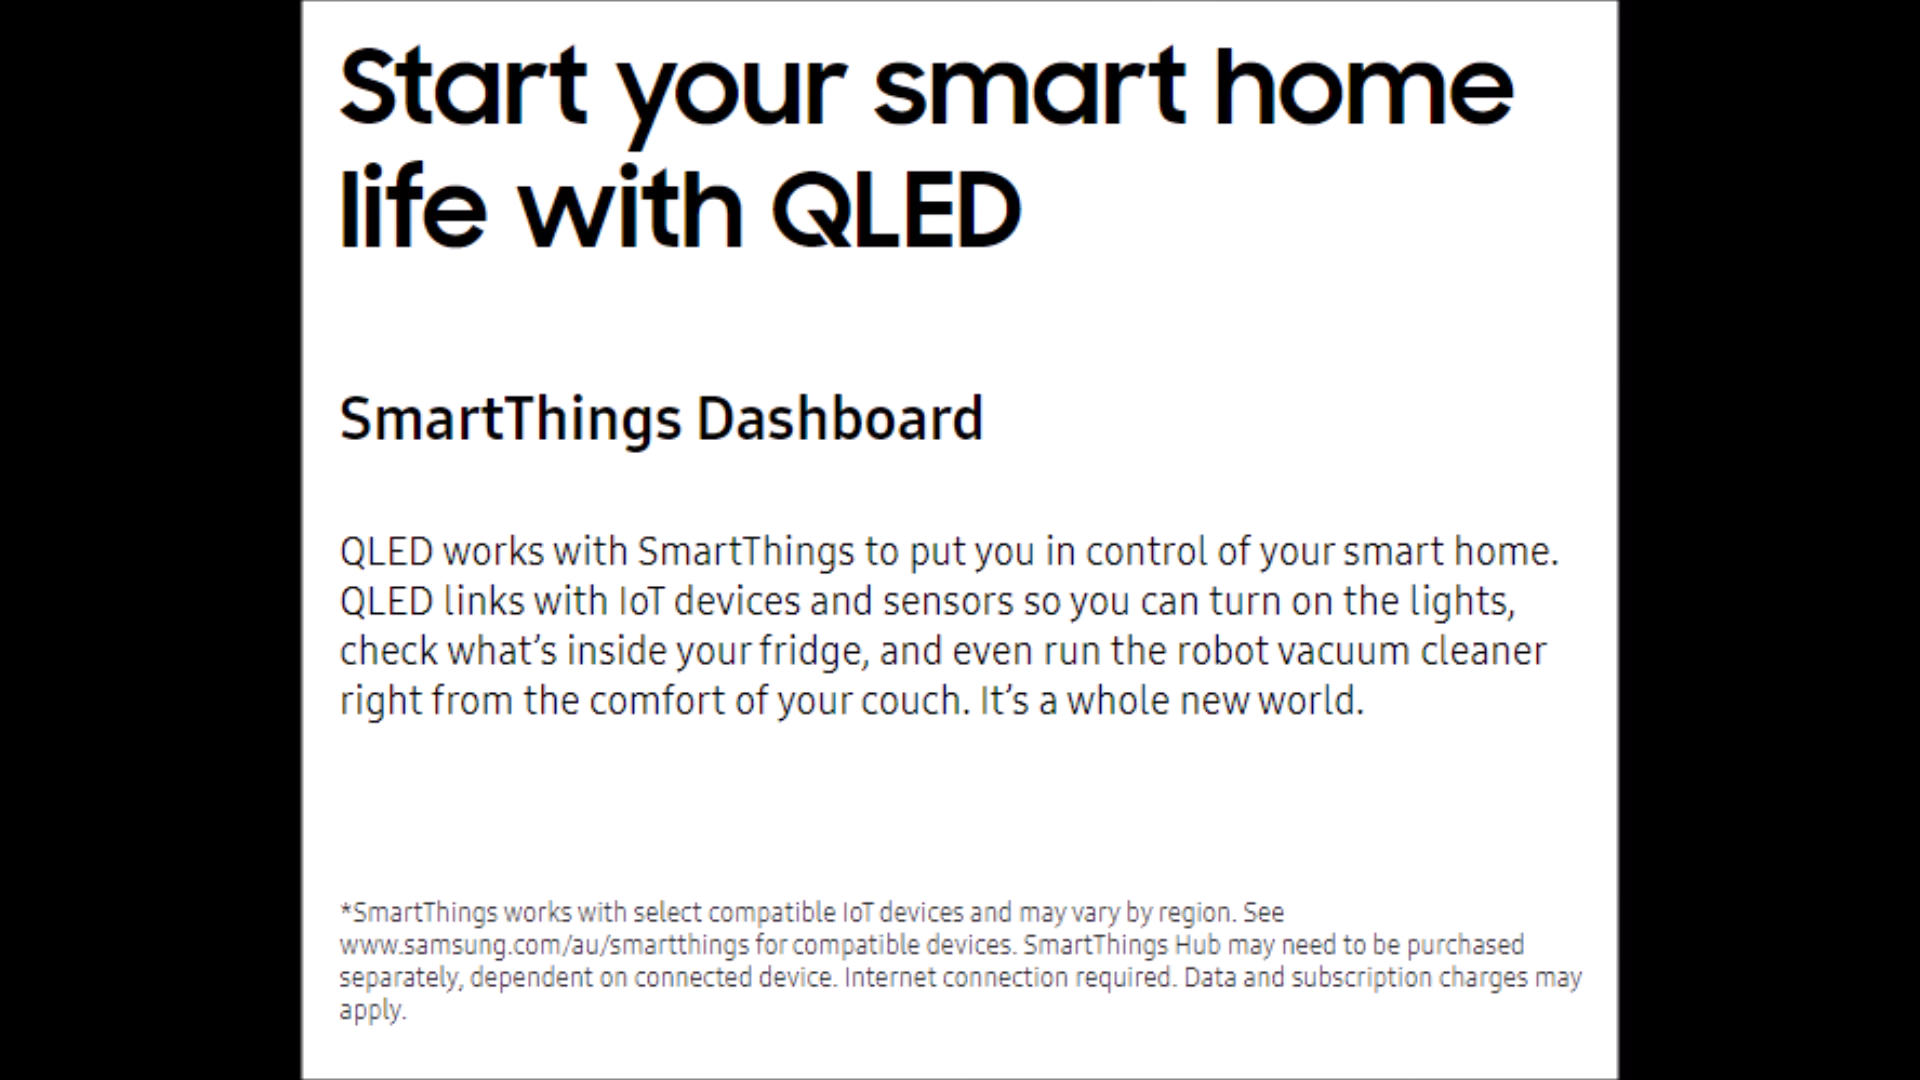 Start your smart home
life with QLED
SmartThings Dashboard
QLED works with SmartThings to put you in control of your smart home.
QLED links with IoT devices and sensors so you can turn on the lights,
check what’s inside your fridge, and even run the robot vacuum cleaner
right from the comfort of your couch. It’s a whole new world.
*SmartThings works with select compatible IoT devices and may vary by region. See
www.samsung.com/au/smartthings for compatible devices. SmartThings Hub may need to be purchased
separately, dependent on connected device. Internet connection required. Data and subscription charges may
apply.